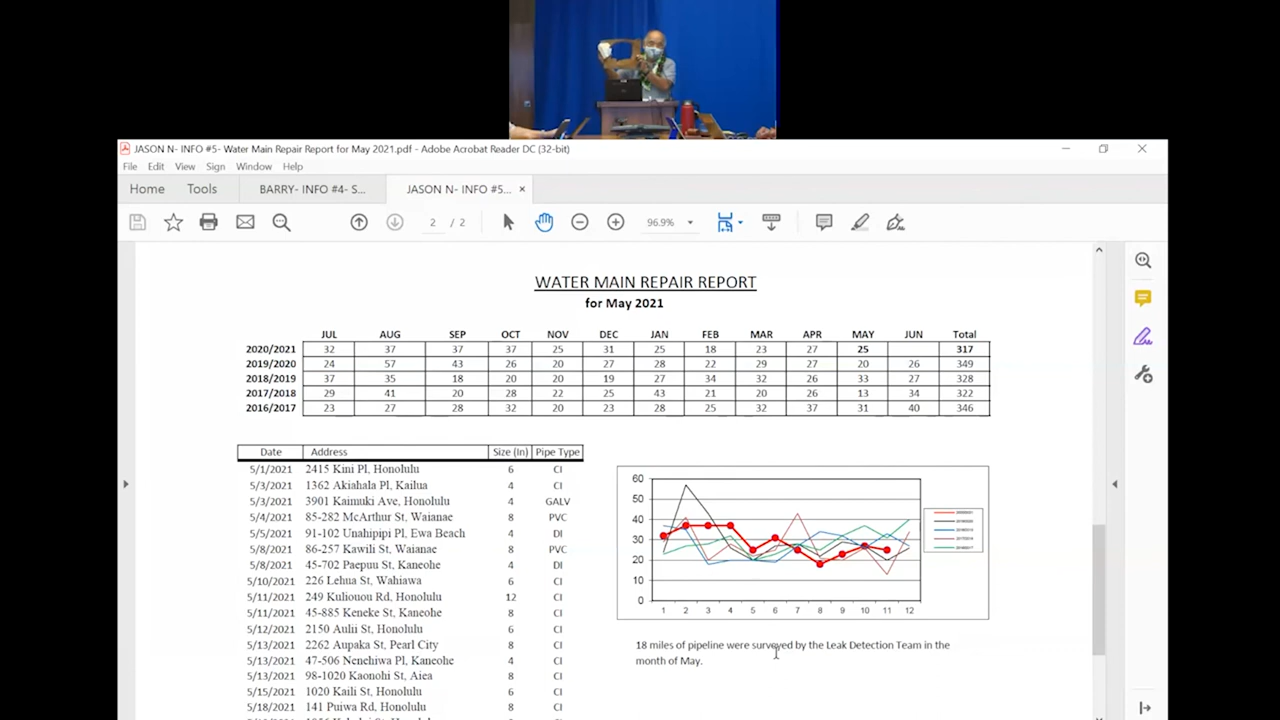 JASON N- INFO #5- Water Main Repair Report for May 2021.pdf - Adobe Acrobat Reader DC (32-bit)
File Edit View Sign Window Help
Home Tools BARRY- INFO #4- S... JASON N- INFO #5... ×
2 / 2 96.9%
WATER MAIN REPAIR REPORT
for May 2021
JUL AUG SEP OCT NOV DEC JAN FEB MAR APR MAY JUN Total
2020/2021 32 37 37 37 25 31 25 18 23 27 25 317
2019/2020 24 57 43 26 20 27 28 22 29 27 20 26 349
2018/2019 37 35 18 20 20 19 27 34 32 26 33 27 328
2017/2018 29 41 20 28 22 25 43 21 20 26 13 34 322
2016/2017 23 27 28 32 20 23 28 25 32 37 31 40 346
Date Address Size (In) Pipe Type
5/1/2021 2415 Kini Pl, Honolulu 6 CI
5/3/2021 1362 Akiahala Pl, Kailua 4 CI
5/3/2021 3901 Kaimuki Ave, Honolulu 4 GALV
5/4/2021 85-282 McArthur St, Waianae 8 PVC
5/5/2021 91-102 Unahipipi Pl, Ewa Beach 4 DI
5/8/2021 86-257 Kawili St, Waianae 8 PVC
5/8/2021 45-702 Paepuu St, Kaneohe 4 DI
5/10/2021 226 Lehua St, Wahiawa 6 CI
5/11/2021 249 Kuliouou Rd, Honolulu 12 CI
5/11/2021 45-885 Keneke St, Kaneohe 8 CI
5/12/2021 2150 Aulii St, Honolulu 6 CI
5/13/2021 2262 Aupaka St, Pearl City 8 CI
5/13/2021 47-506 Nenehiwa Pl, Kaneohe 4 CI
5/13/2021 98-1020 Kaonohi St, Aiea 8 CI
5/15/2021 1020 Kaili St, Honolulu 6 CI
5/18/2021 141 Puiwa Rd, Honolulu 8 CI
60
50
40
30
20
10
0
1 2 3 4 5 6 7 8 9 10 11 12
18 miles of pipeline were surveyed by the Leak Detection Team in the
month of May.